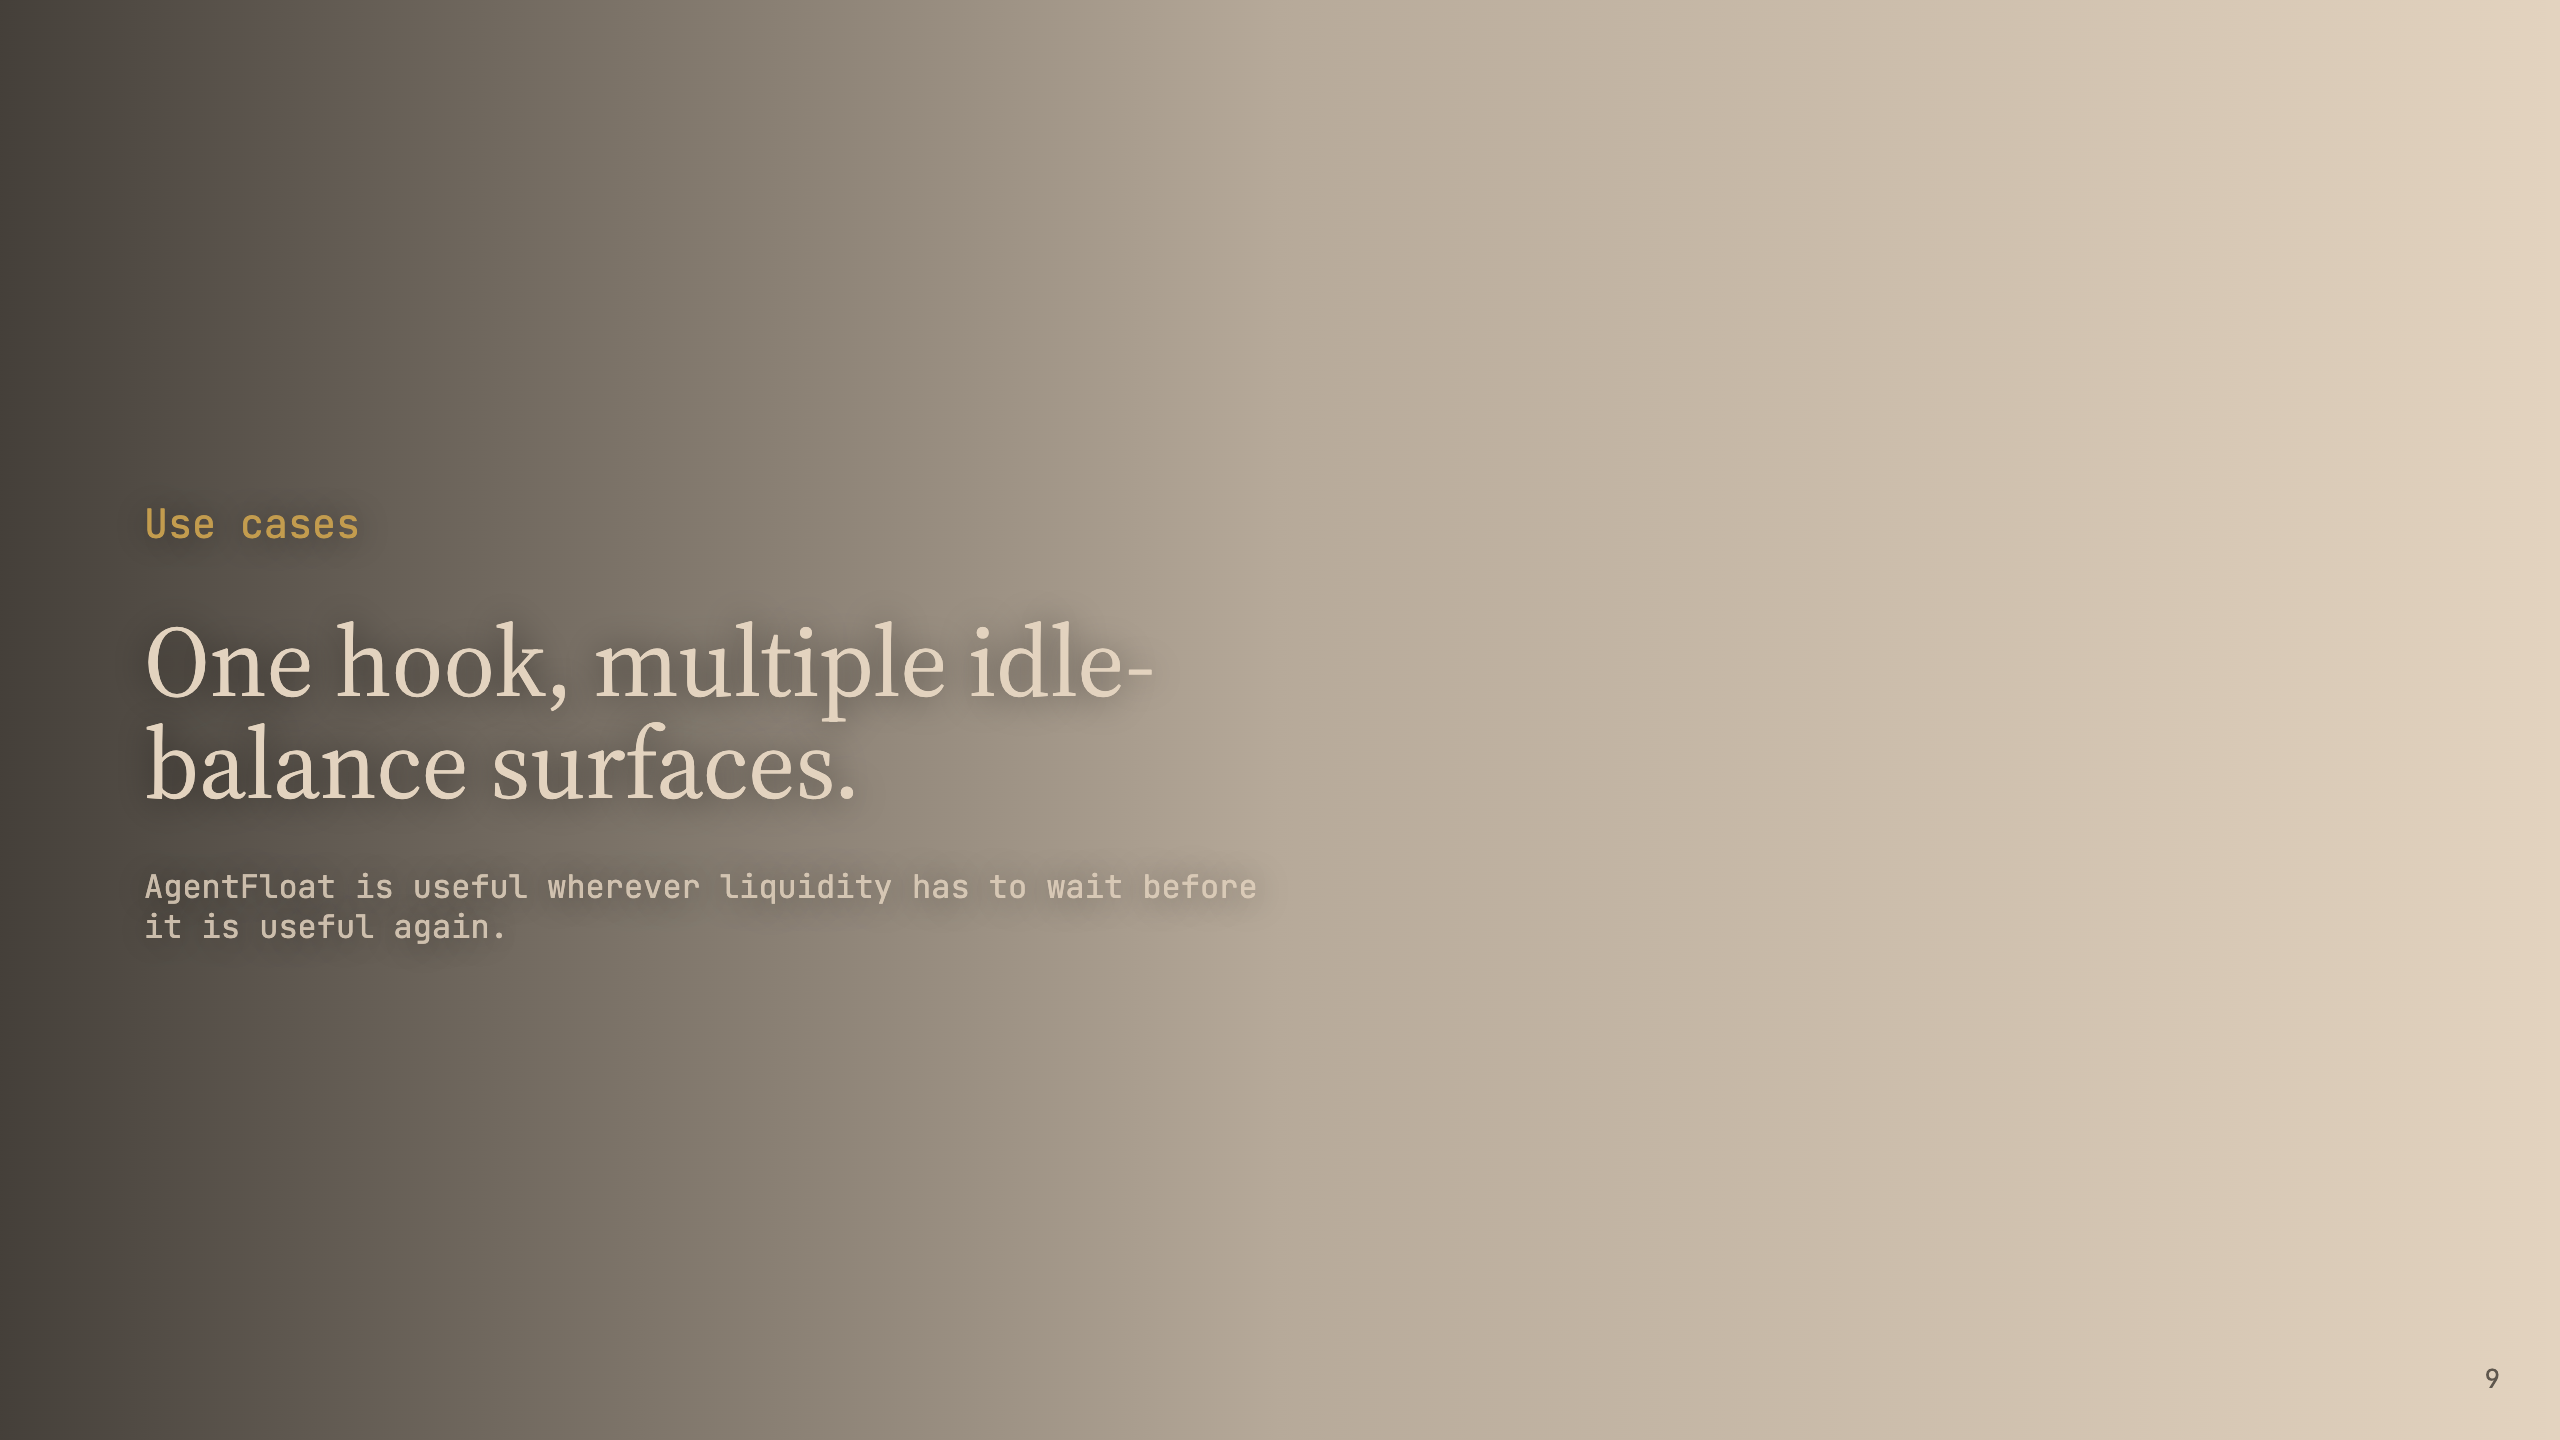 Use cases
One hook, multiple idle-
balance surfaces.
AgentFloat is useful wherever liquidity has to wait before
it is useful again.
9